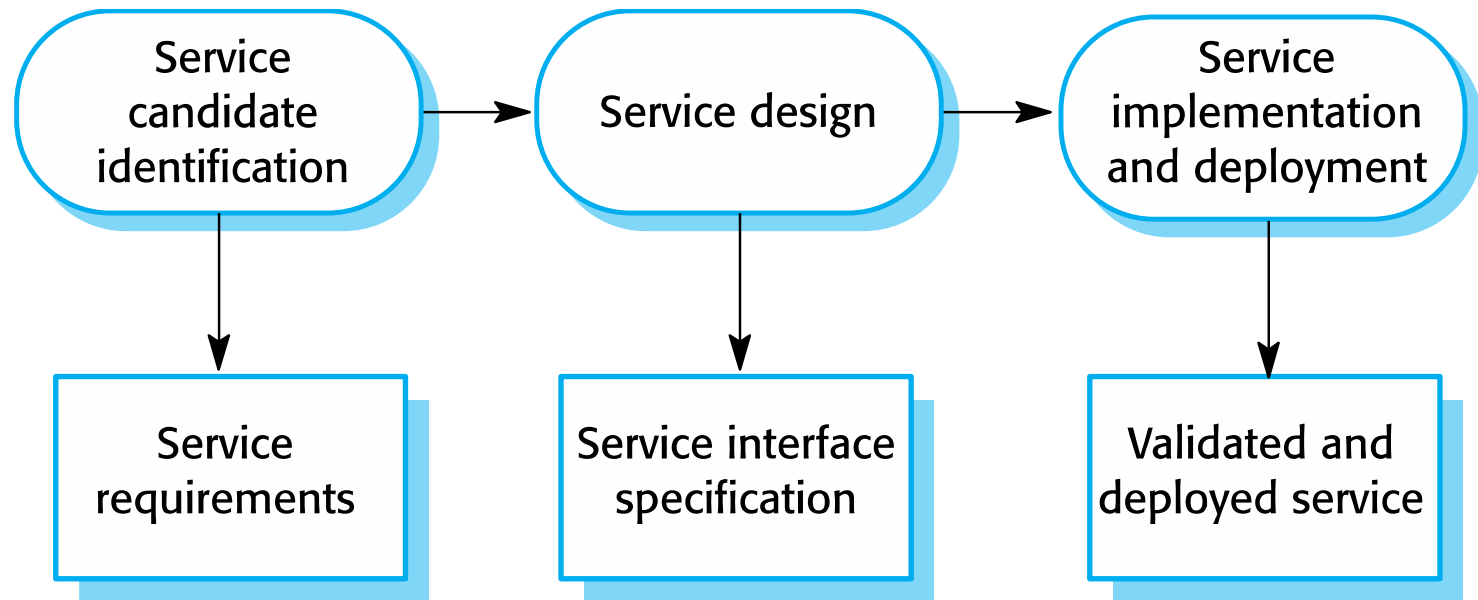 Service
candidate
identification
Service design
Service
implementation
and deployment
Service
requirements
Service interface
specification
Validated and
deployed service